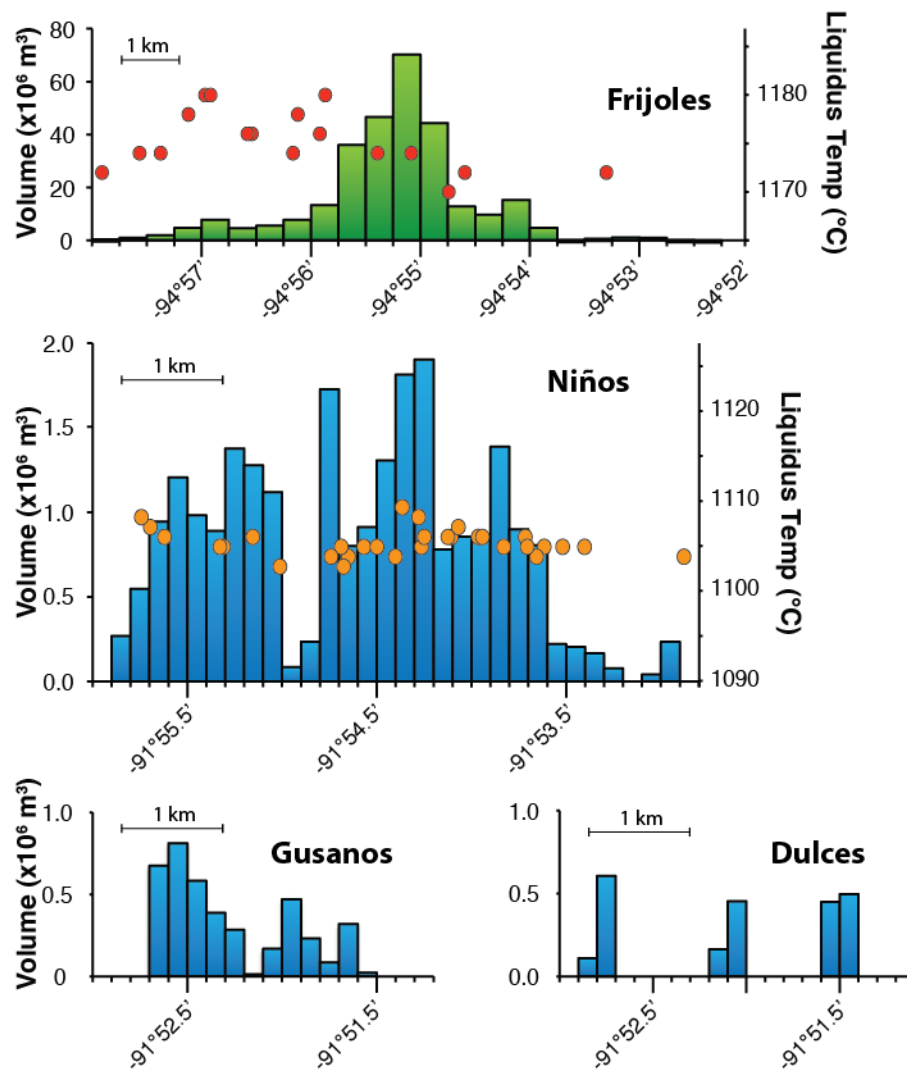 Volume (x10⁶ m³)
80
60
40
20
0
1 km
Frijoles
1180
1170
Liquidus Temp (°C)
-94°57'
-94°56'
-94°55'
-94°54'
-94°53'
-94°52'
Volume (x10⁶ m³)
2.0
1.5
1.0
0.5
0.0
1 km
Niños
1120
1110
1100
1090
Liquidus Temp (°C)
-91°55.5'
-91°54.5'
-91°53.5'
Volume (x10⁶ m³)
1.0
0.5
0
1 km
Gusanos
-91°52.5'
-91°51.5'
1.0
0.5
0.0
1 km
Dulces
-91°52.5'
-91°51.5'